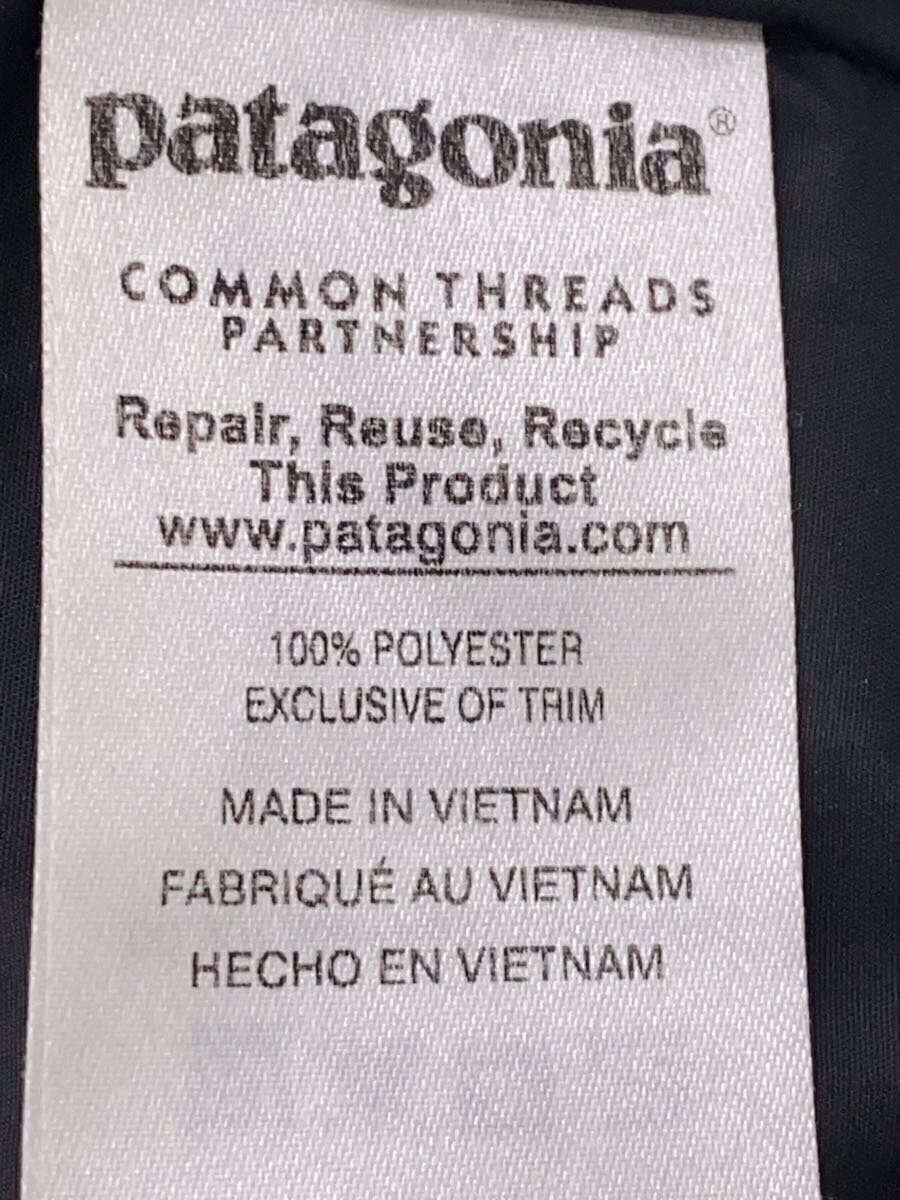 patagonia®
COMMON THREADS
PARTNERSHIP
Repair, Reuse, Recycle
This Product
www.patagonia.com
100% POLYESTER
EXCLUSIVE OF TRIM
MADE IN VIETNAM
FABRIQUÉ AU VIETNAM
HECHO EN VIETNAM